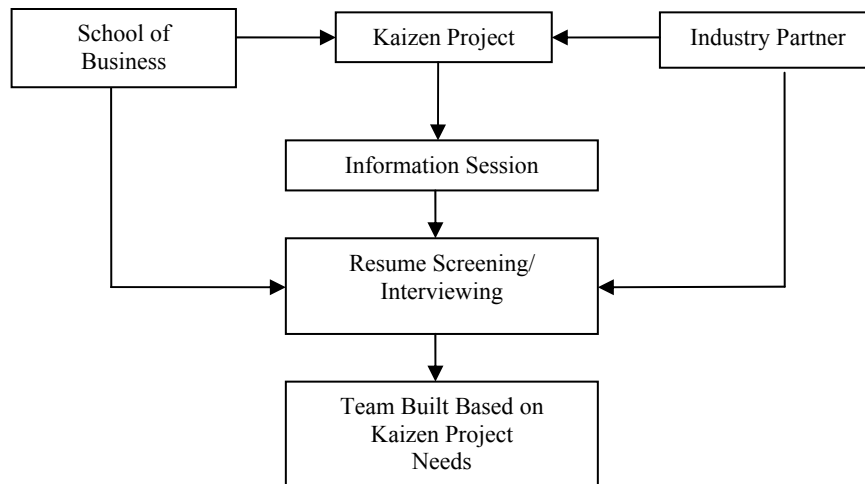 School of
Business
Kaizen Project
Industry Partner
Information Session
Resume Screening/
Interviewing
Team Built Based on
Kaizen Project
Needs